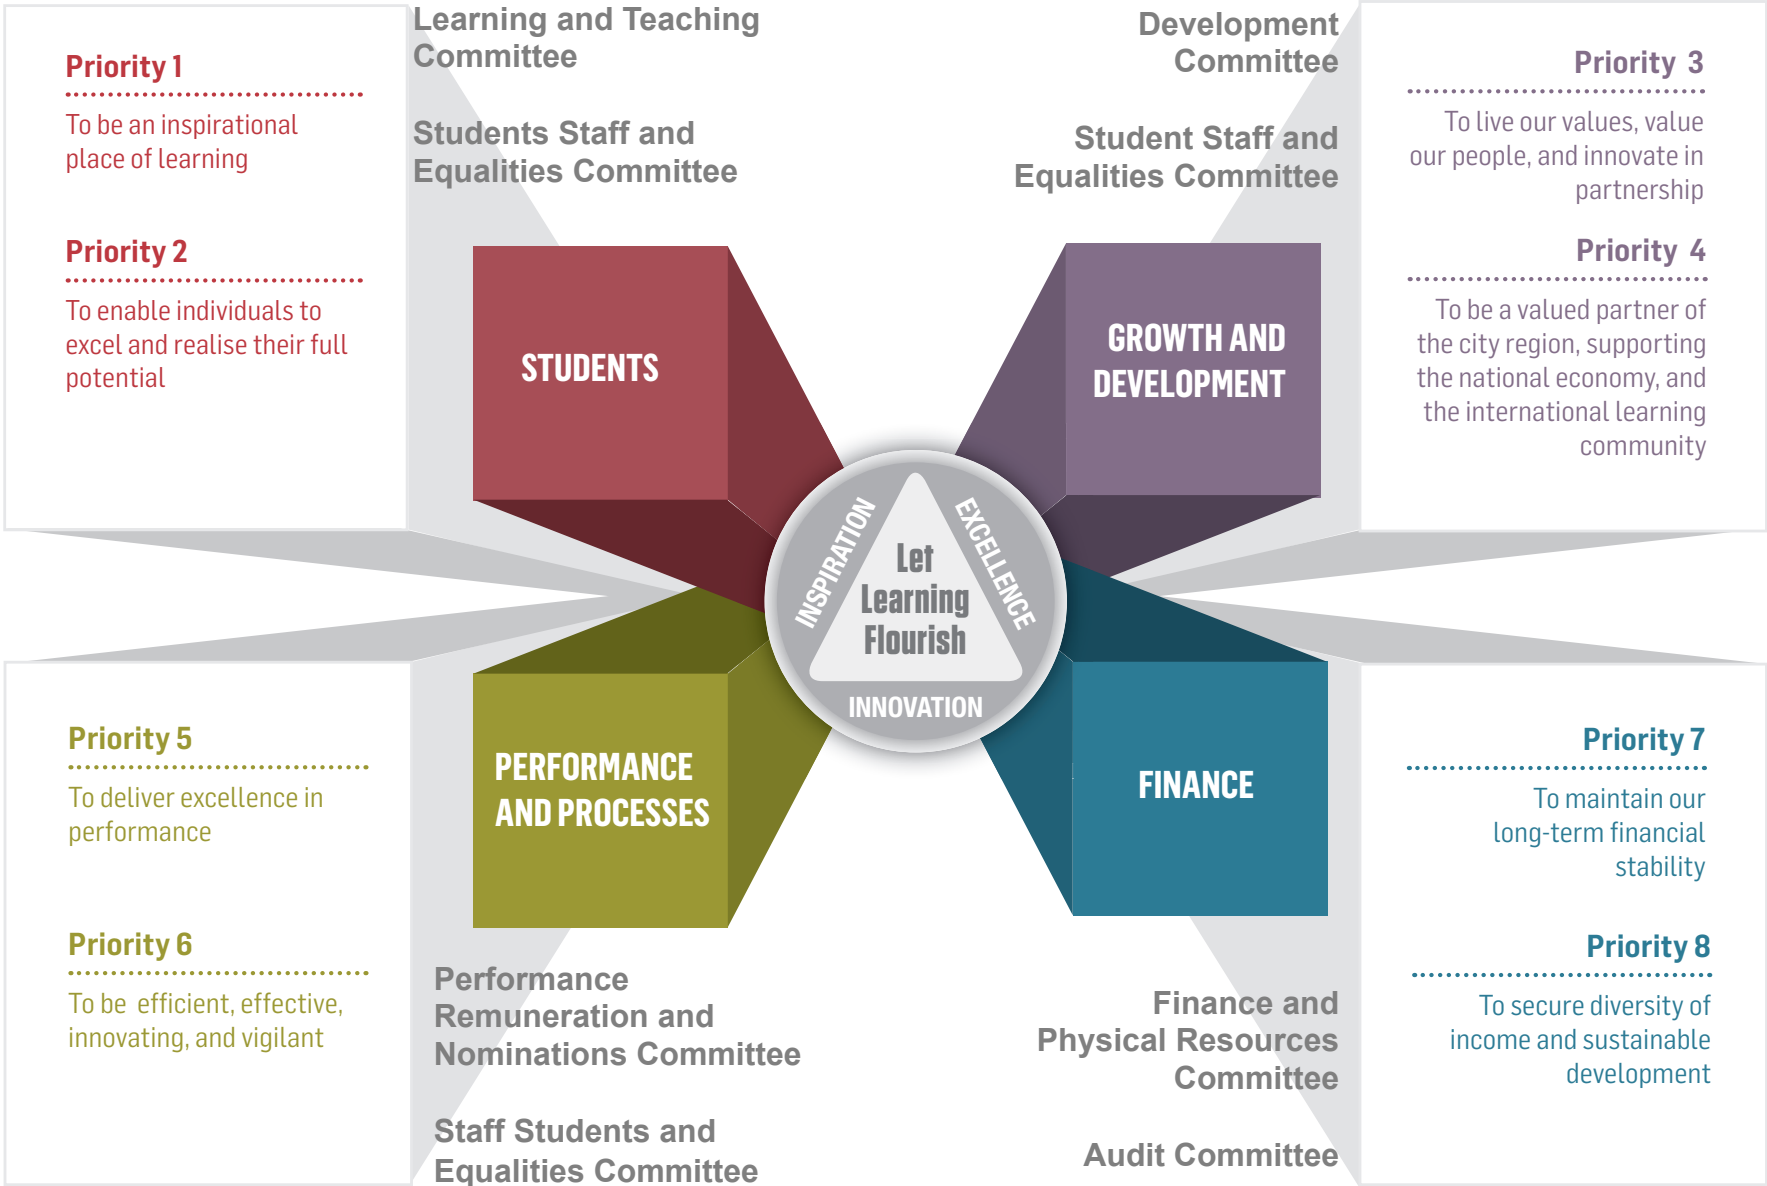 Priority 1
To be an inspirational
place of learning
Priority 2
To enable individuals to
excel and realise their full
potential
Learning and Teaching
Committee
Students Staff and
Equalities Committee
STUDENTS
Development
Committee
Student Staff and
Equalities Committee
GROWTH AND
DEVELOPMENT
Priority 3
To live our values, value
our people, and innovate in
partnership
Priority 4
To be a valued partner of
the city region, supporting
the national economy, and
the international learning
community
INSPIRATION
EXCELLENCE
INNOVATION
Let
Learning
Flourish
Priority 5
To deliver excellence in
performance
Priority 6
To be efficient, effective,
innovating, and vigilant
PERFORMANCE
AND PROCESSES
Performance
Remuneration and
Nominations Committee
Staff Students and
Equalities Committee
FINANCE
Finance and
Physical Resources
Committee
Audit Committee
Priority 7
To maintain our
long-term financial
stability
Priority 8
To secure diversity of
income and sustainable
development